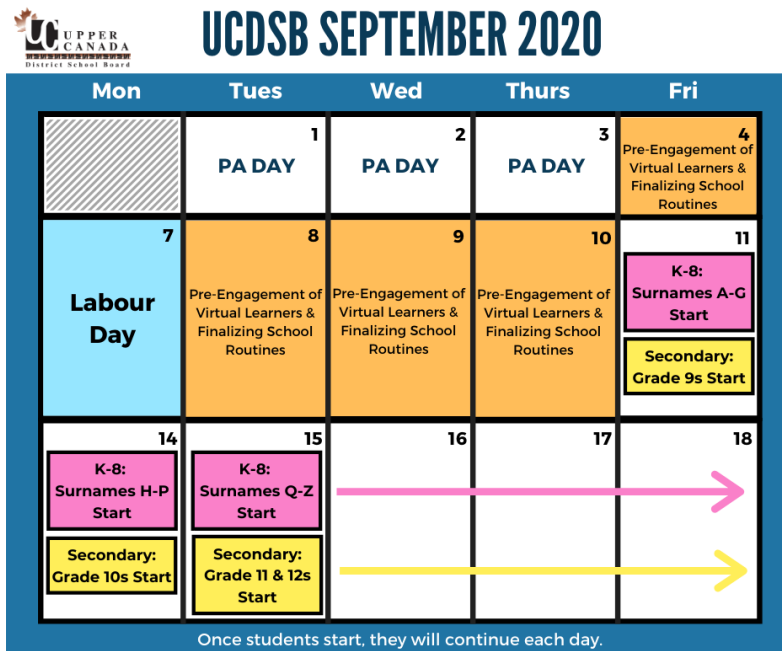 UC UPPER
CANADA
District School Board
UCDSB SEPTEMBER 2020
Mon Tues Wed Thurs Fri
1
PA DAY
2
PA DAY
3
PA DAY
4
Pre-Engagement of
Virtual Learners &
Finalizing School
Routines
7
Labour
Day
8
Pre-Engagement of
Virtual Learners &
Finalizing School
Routines
9
Pre-Engagement of
Virtual Learners &
Finalizing School
Routines
10
Pre-Engagement of
Virtual Learners &
Finalizing School
Routines
11
K-8:
Surnames A-G
Start
Secondary:
Grade 9s Start
14
K-8:
Surnames H-P
Start
Secondary:
Grade 10s Start
15
K-8:
Surnames Q-Z
Start
Secondary:
Grade 11 & 12s
Start
16
17
18
Once students start, they will continue each day.